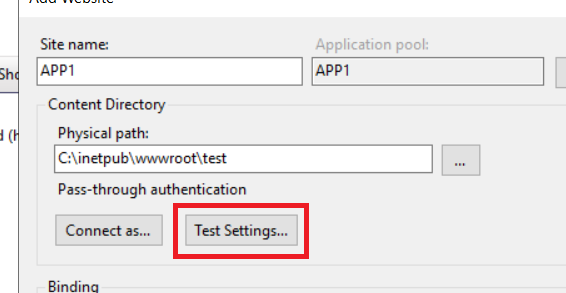 Add Website
Site name:
Application pool:
APP1
APP1
Content Directory
Physical path:
C:\inetpub\wwwroot\test
...
Pass-through authentication
Connect as...
Test Settings...
Binding